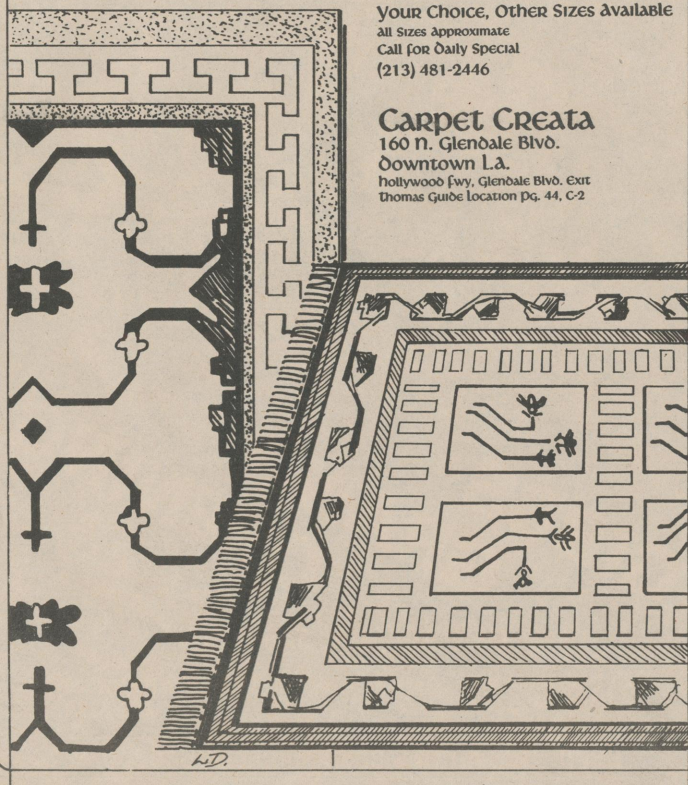 Your Choice, Other Sizes Available
All Sizes Approximate
Call for Daily Special
(213) 481-2446
Carpet Creata
160 N. Glendale Blvd.
Downtown La.
Hollywood Fwy, Glendale Blvd. Exit
Thomas Guide Location Pg. 44, C-2
L.D.